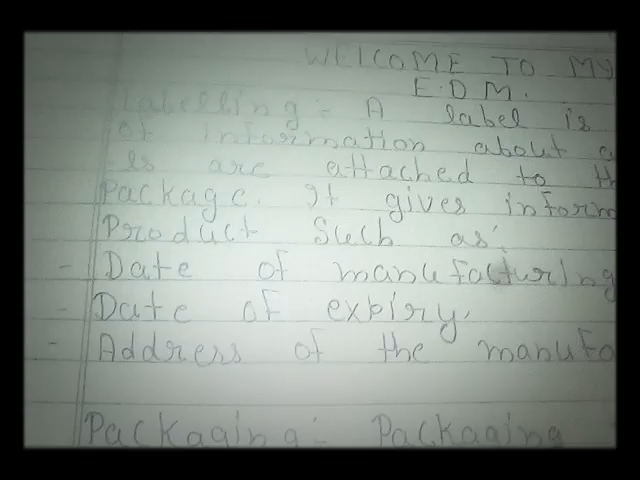 WELCOME TO MY
E.D.M.
Labelling:- A label is
of information about a
are attached to th
Package. It gives inform
Product Such as:
- Date of manufacturing
- Date of expiry.
- Address of the manufa
Packaging:- Packaging